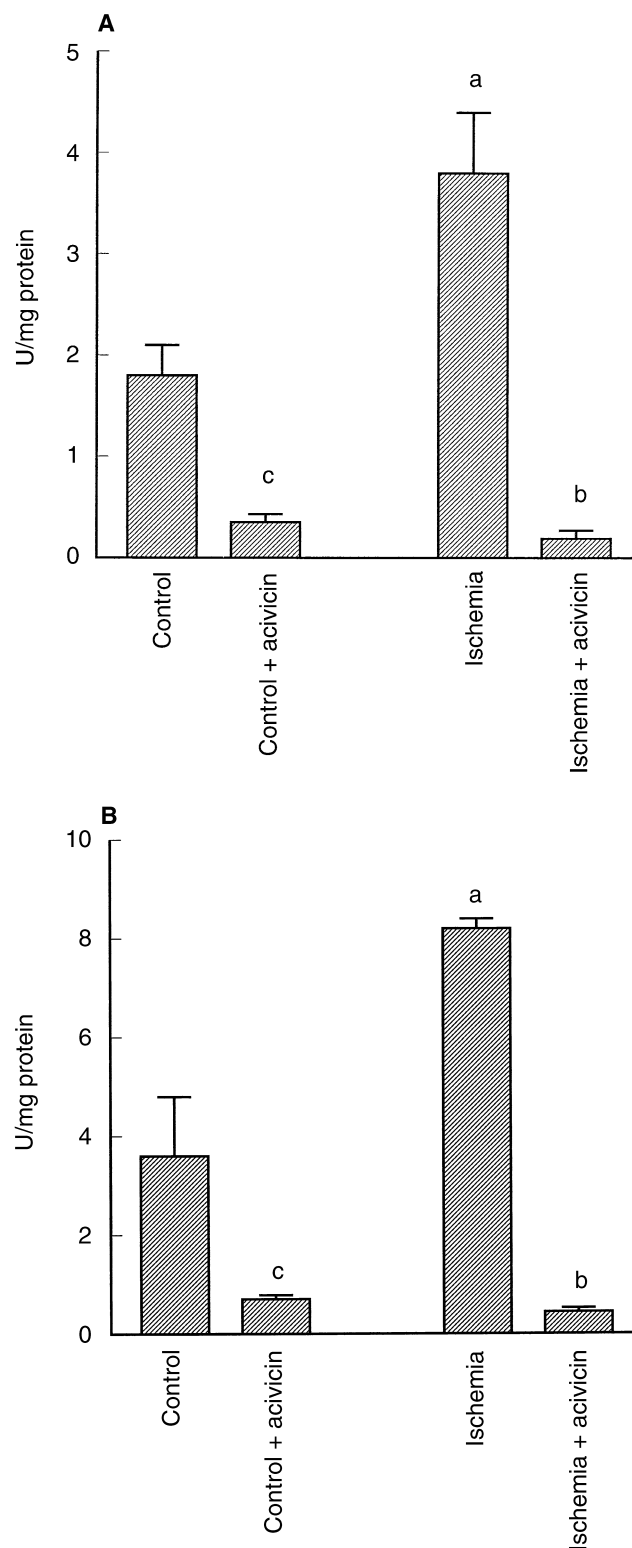 A
5
4
3
2
1
0
U/mg protein
a
c
b
Control
Control + acivicin
Ischemia
Ischemia + acivicin
B
10
8
6
4
2
0
U/mg protein
a
c
b
Control
Control + acivicin
Ischemia
Ischemia + acivicin